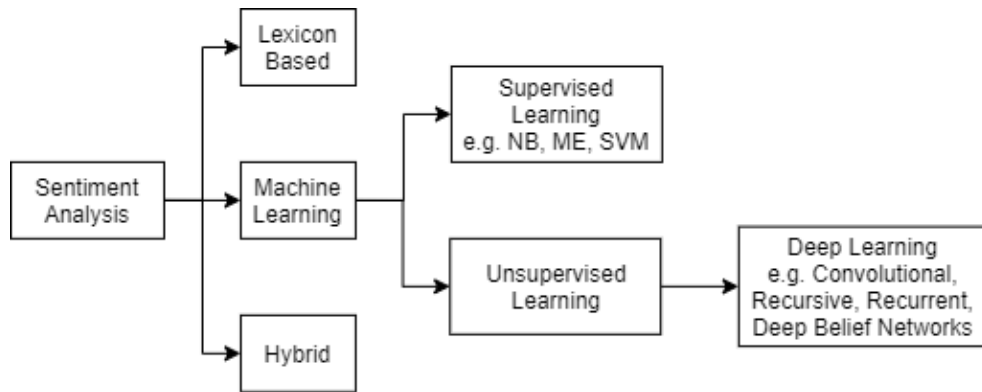 Sentiment
Analysis
Lexicon
Based
Machine
Learning
Hybrid
Supervised
Learning
e.g. NB, ME, SVM
Unsupervised
Learning
Deep Learning
e.g. Convolutional,
Recursive, Recurrent,
Deep Belief Networks